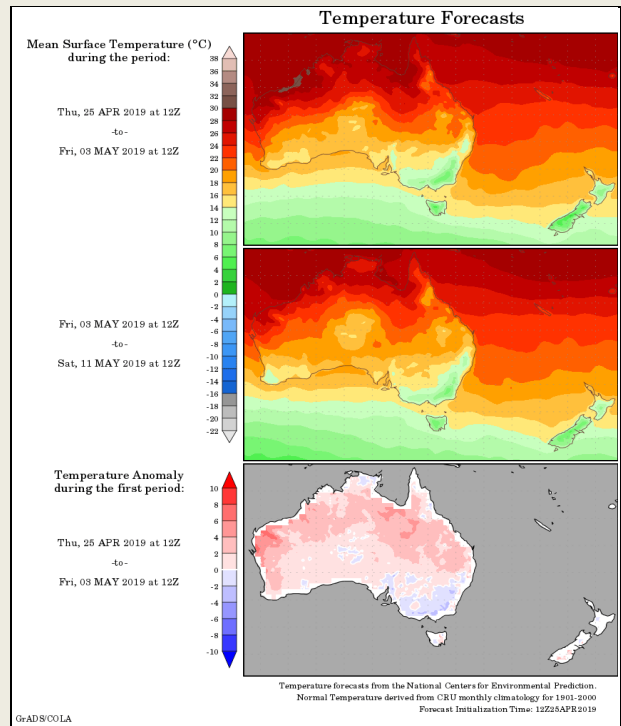 Temperature Forecasts
Mean Surface Temperature (°C)
during the period:
38
36
34
32
30
28
26
24
22
20
18
16
14
12
10
8
6
4
2
0
-2
-4
-6
-8
-10
-12
-14
-16
-18
-20
-22
Thu, 25 APR 2019 at 12Z
-to-
Fri, 03 MAY 2019 at 12Z
Fri, 03 MAY 2019 at 12Z
-to-
Sat, 11 MAY 2019 at 12Z
Temperature Anomaly
during the first period:
10
8
6
4
2
0
-2
-4
-6
-8
-10
Thu, 25 APR 2019 at 12Z
-to-
Fri, 03 MAY 2019 at 12Z
Temperature forecasts from the National Centers for Environmental Prediction.
Normal Temperature derived from CRU monthly climatology for 1901-2000
Forecast Initialization Time: 12Z25APR2019
GrADS/COLA